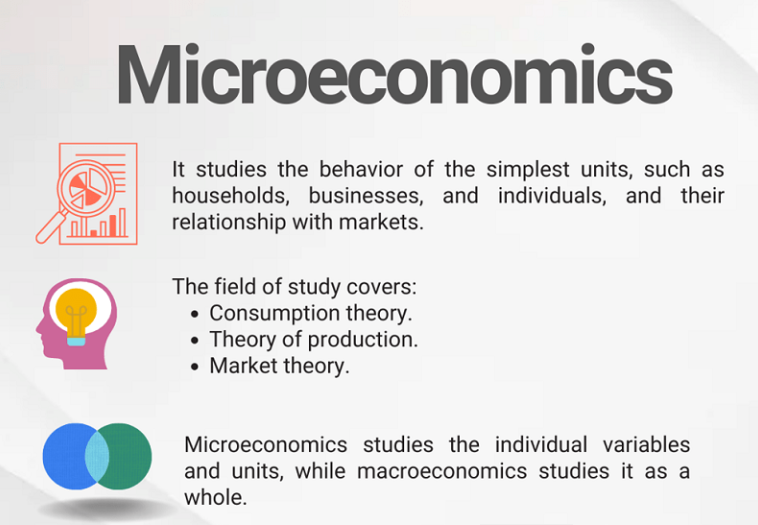 Microeconomics
It studies the behavior of the simplest units, such as
households, businesses, and individuals, and their
relationship with markets.
The field of study covers:
• Consumption theory.
• Theory of production.
• Market theory.
Microeconomics studies the individual variables
and units, while macroeconomics studies it as a
whole.